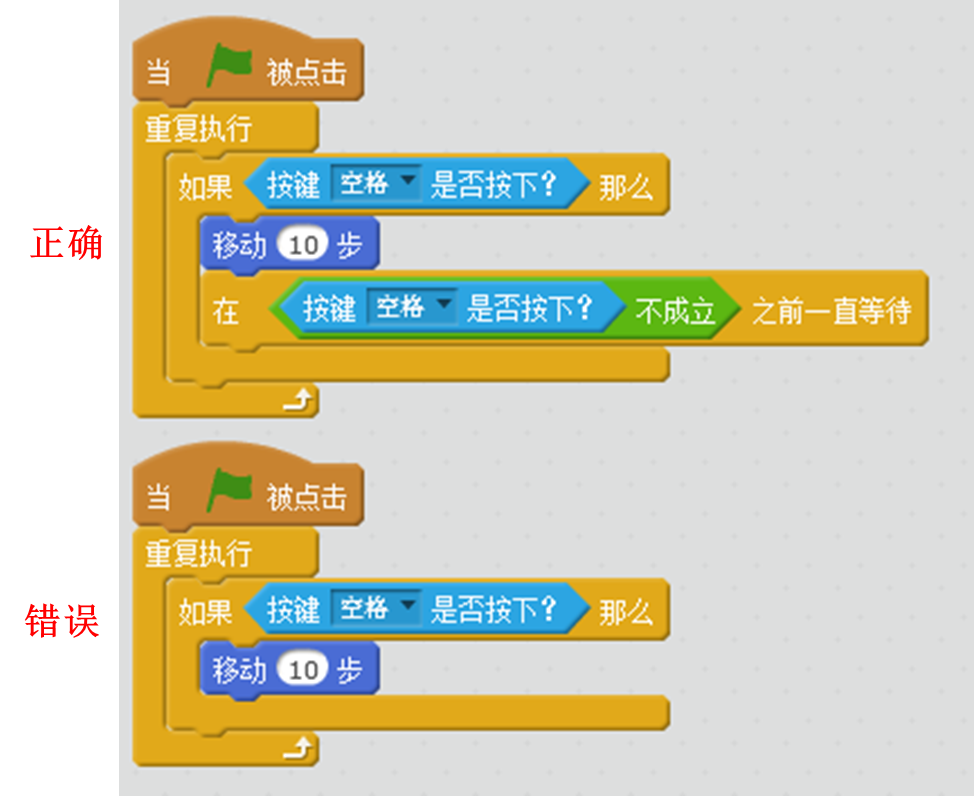 当 被点击
重复执行
如果 按键 空格 是否按下? 那么
正确
移动 10 步
在 按键 空格 是否按下? 不成立 之前一直等待
当 被点击
重复执行
如果 按键 空格 是否按下? 那么
错误
移动 10 步